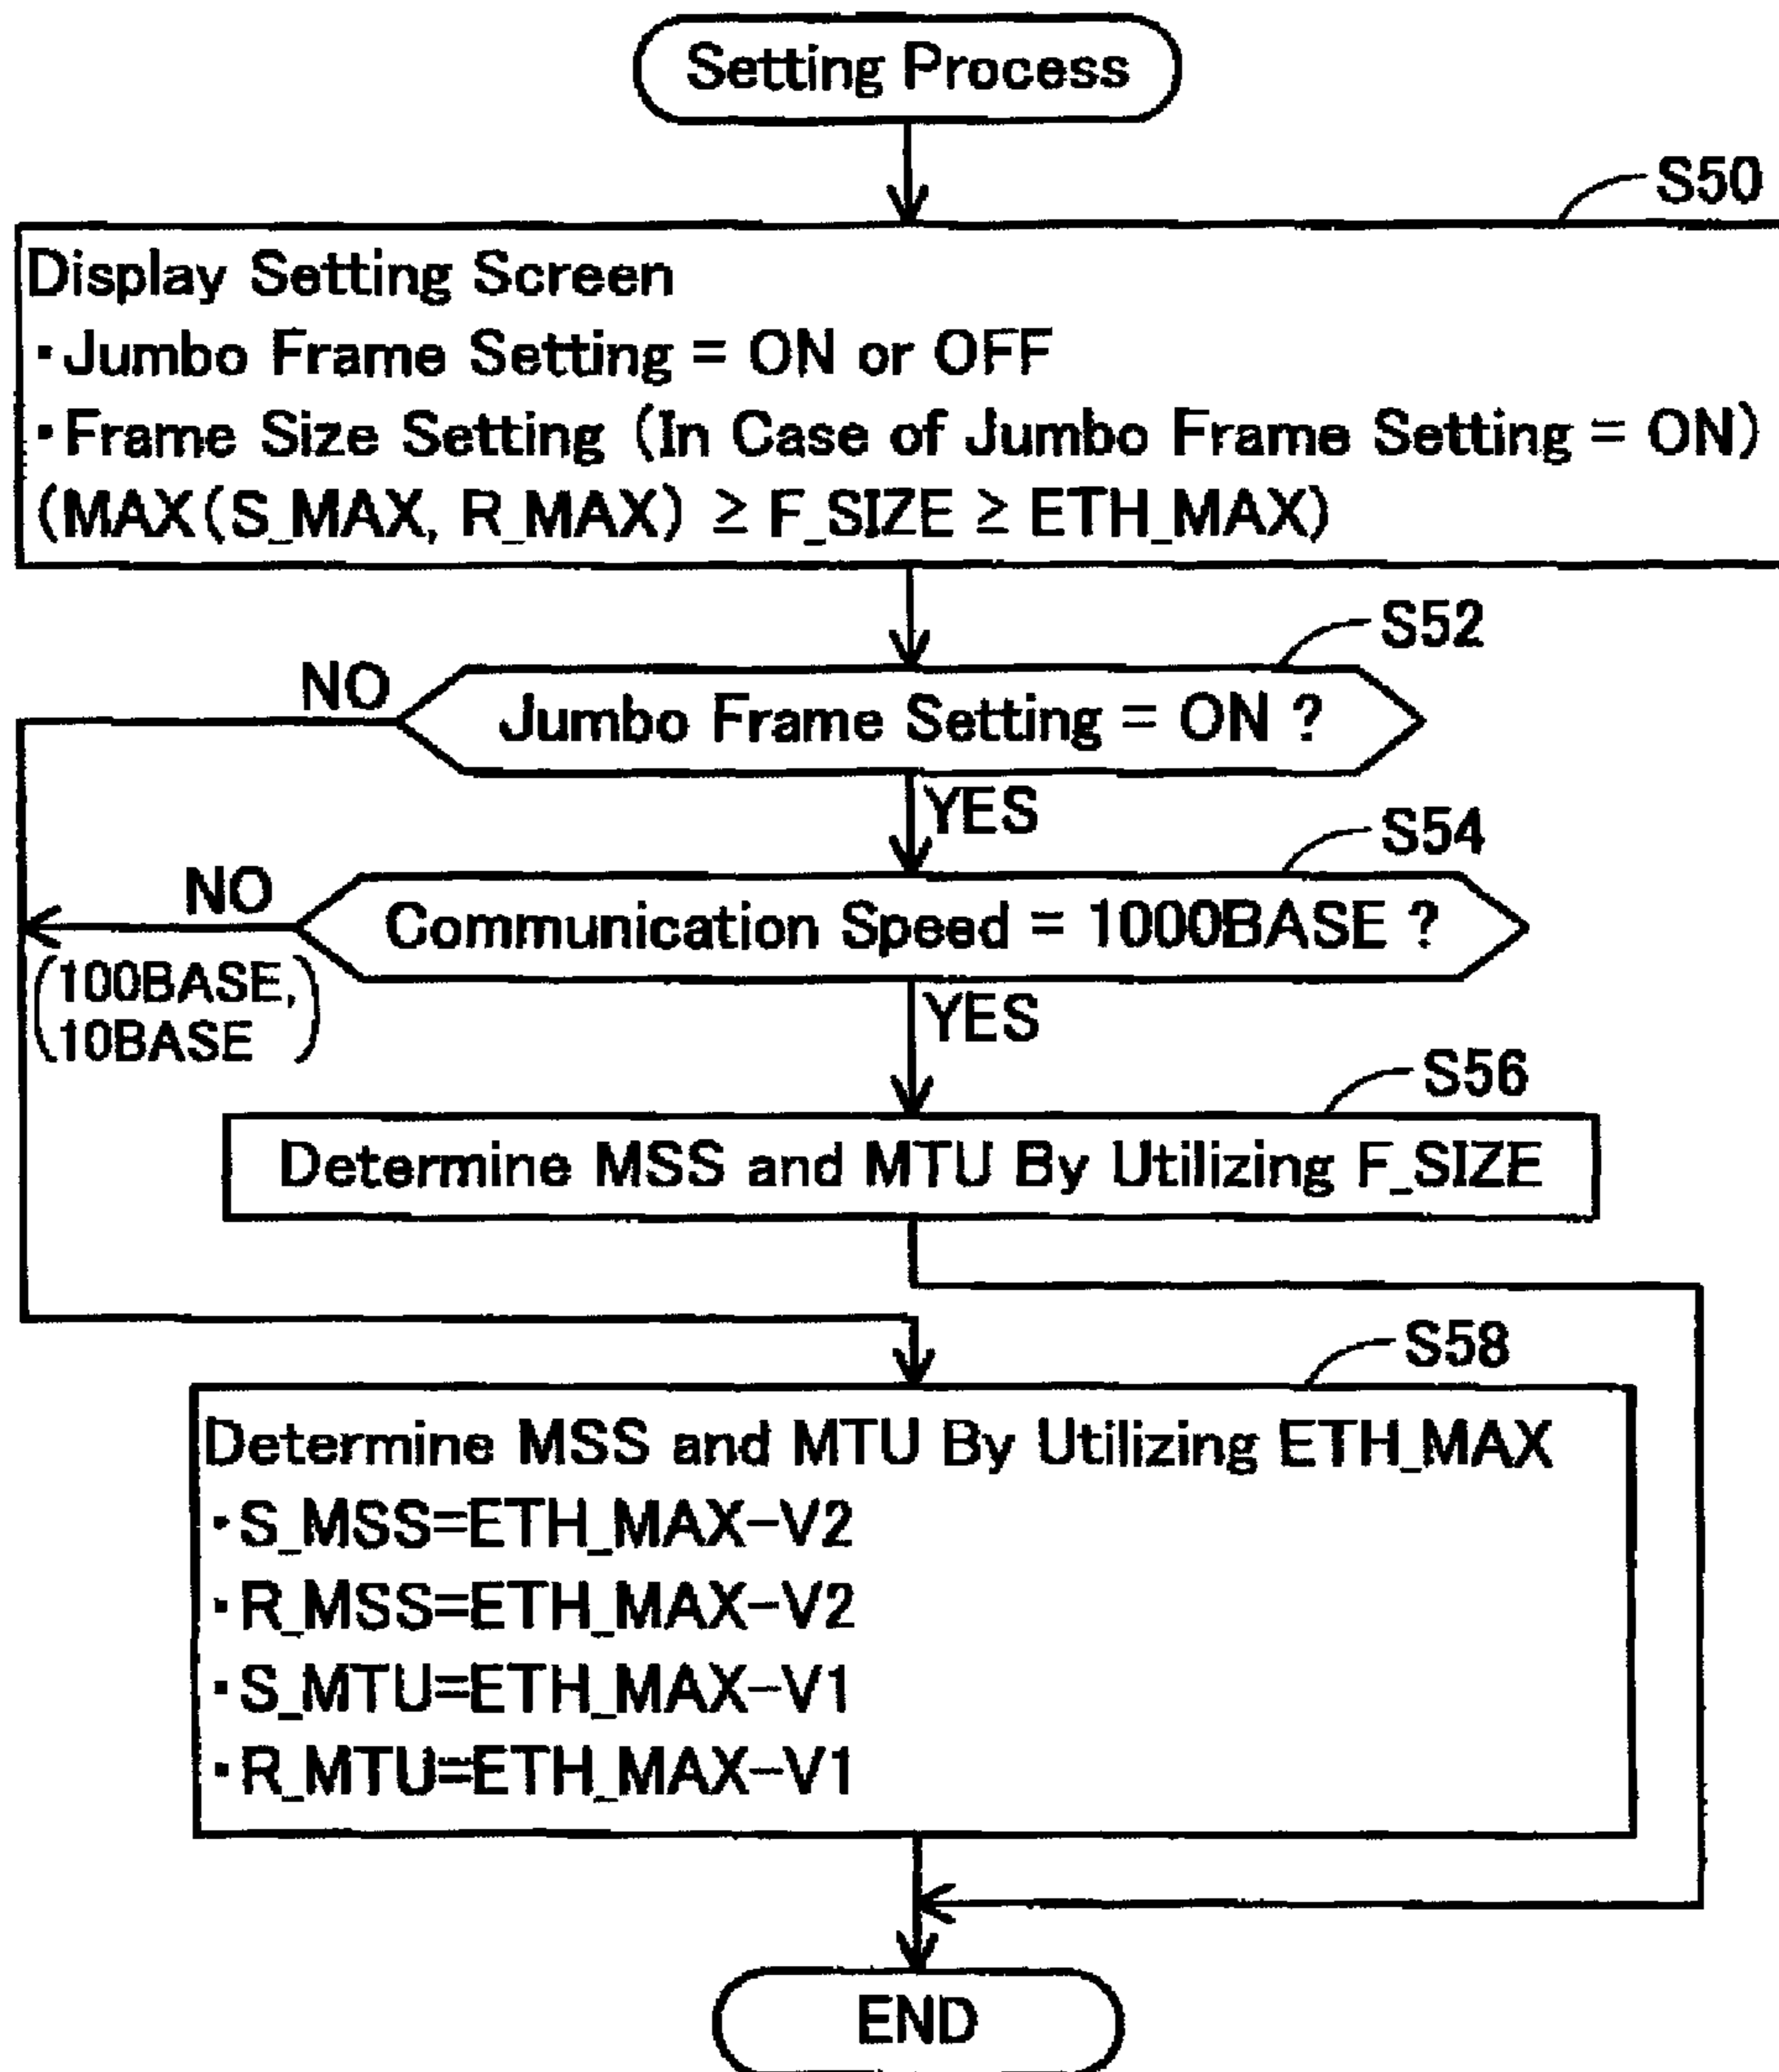 Setting Process
S50
Display Setting Screen
・Jumbo Frame Setting = ON or OFF
・Frame Size Setting (In Case of Jumbo Frame Setting = ON)
(MAX(S_MAX, R_MAX) ≥ F_SIZE ≥ ETH_MAX)
S52
NO
Jumbo Frame Setting = ON ?
YES
S54
NO
Communication Speed = 1000BASE ?
(100BASE,
10BASE)
YES
S56
Determine MSS and MTU By Utilizing F_SIZE
S58
Determine MSS and MTU By Utilizing ETH_MAX
・S_MSS=ETH_MAX-V2
・R_MSS=ETH_MAX-V2
・S_MTU=ETH_MAX-V1
・R_MTU=ETH_MAX-V1
END